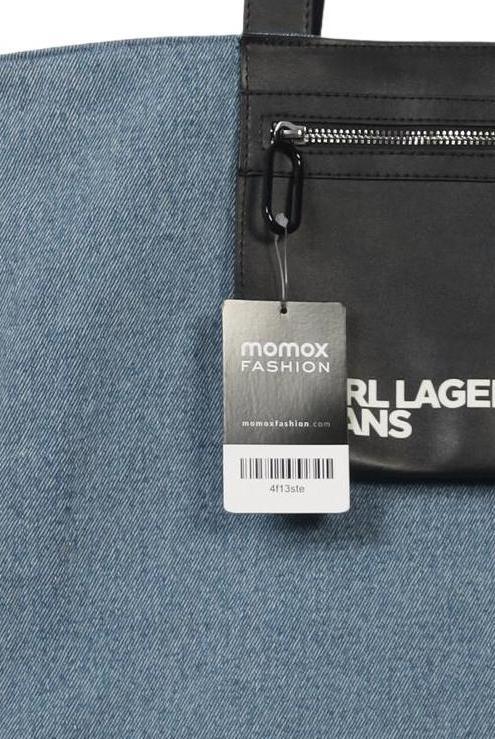 momox
FASHION
momoxfashion.com
4f13ste
RL LAGE
ANS